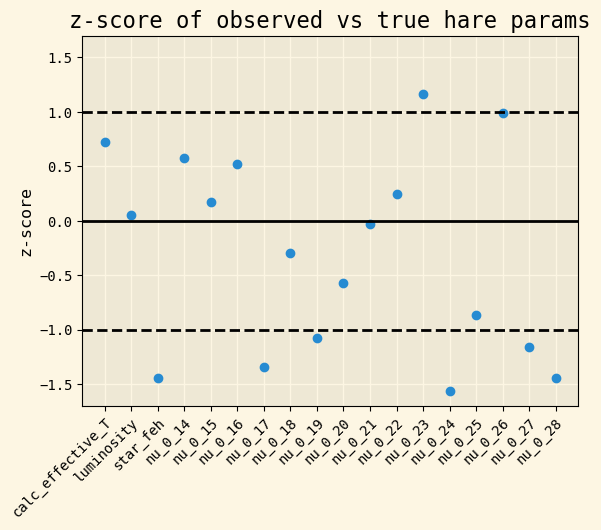 z-score of observed vs true hare params
1.5
1.0
0.5
0.0
−0.5
−1.0
−1.5
z-score
calc_effective_T
luminosity
star_feh
nu_0_14
nu_0_15
nu_0_16
nu_0_17
nu_0_18
nu_0_19
nu_0_20
nu_0_21
nu_0_22
nu_0_23
nu_0_24
nu_0_25
nu_0_26
nu_0_27
nu_0_28